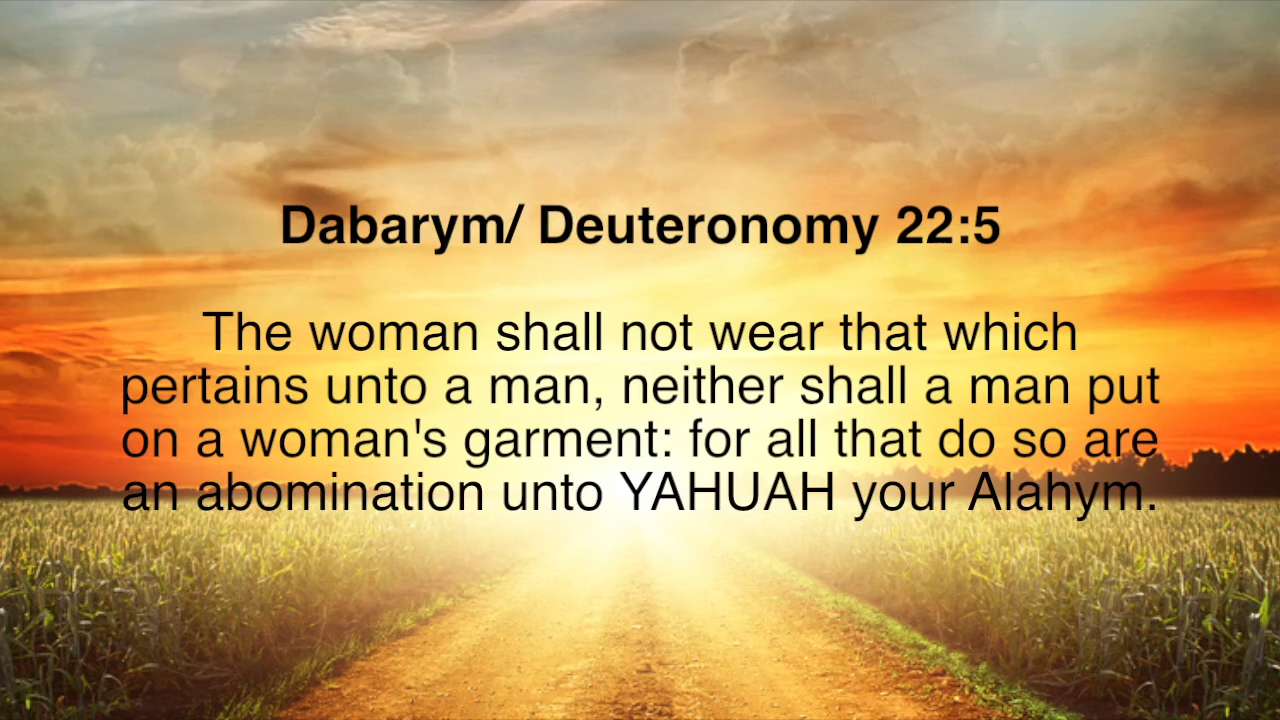 Dabarym/ Deuteronomy 22:5
The woman shall not wear that which
pertains unto a man, neither shall a man put
on a woman's garment: for all that do so are
an abomination unto YAHUAH your Alahym.